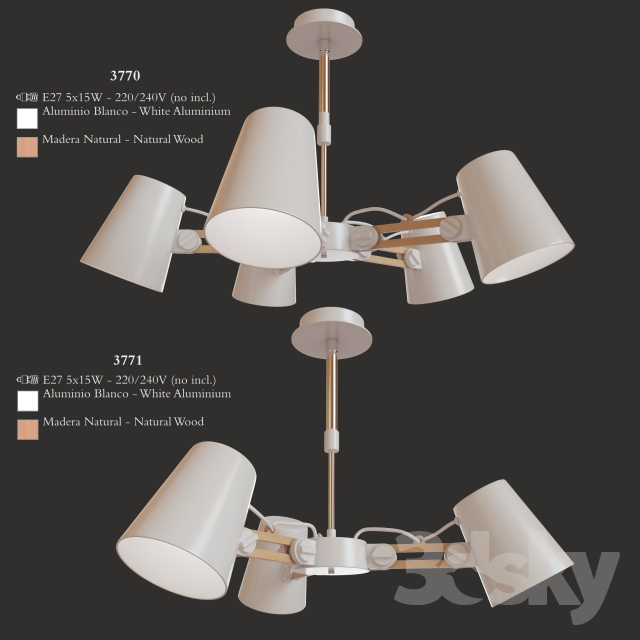 3770
E27 5x15W - 220/240V (no incl.)
Aluminio Blanco - White Aluminium
Madera Natural - Natural Wood
3771
E27 5x15W - 220/240V (no incl.)
Aluminio Blanco - White Aluminium
Madera Natural - Natural Wood
3dsky